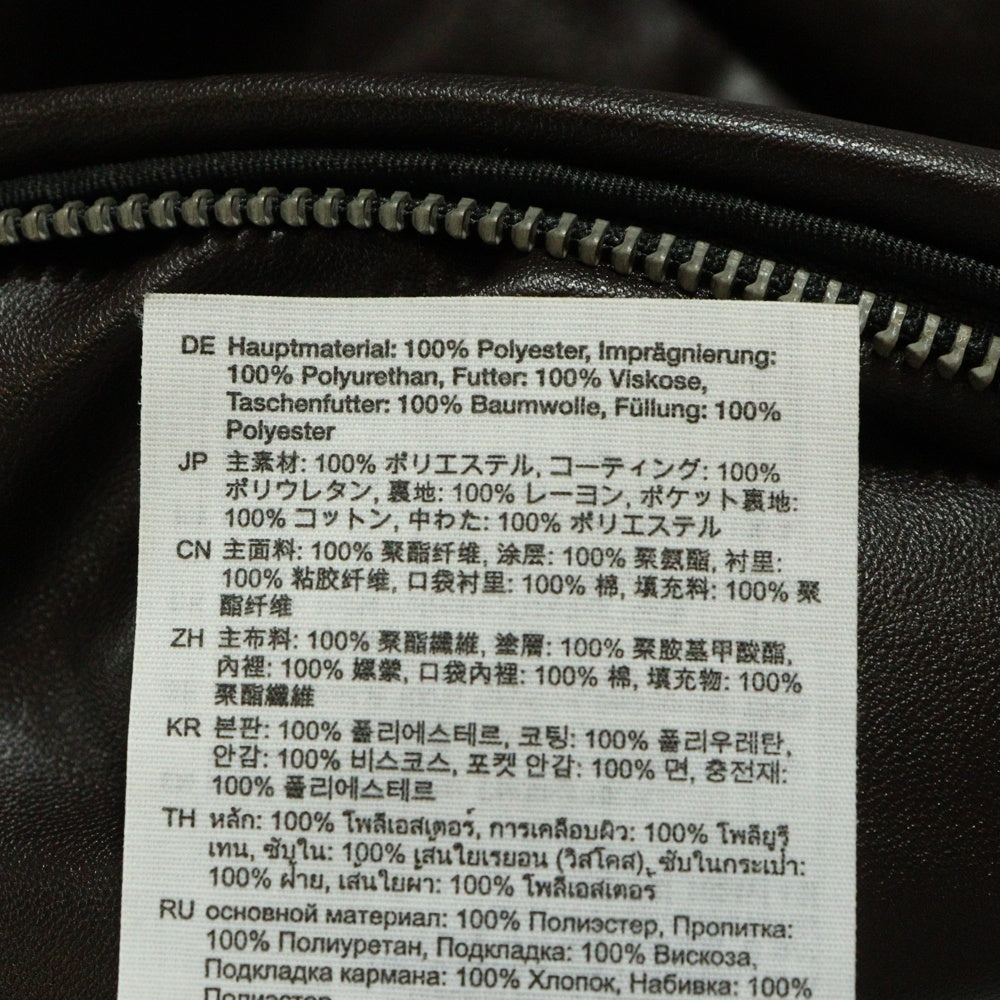 DE Hauptmaterial: 100% Polyester, Imprägnierung:
100% Polyurethan, Futter: 100% Viskose,
Taschenfutter: 100% Baumwolle, Füllung: 100%
Polyester
JP 主素材: 100% ポリエステル, コーティング: 100%
ポリウレタン, 裏地: 100% レーヨン, ポケット裏地:
100% コットン, 中わた: 100% ポリエステル
CN 主面料: 100% 聚酯纤维, 涂层: 100% 聚氨酯, 衬里:
100% 粘胶纤维, 口袋衬里: 100% 棉, 填充料: 100% 聚
酯纤维
ZH 主布料: 100% 聚酯纖維, 塗層: 100% 聚胺基甲酸酯,
內裡: 100% 嫘縈, 口袋內裡: 100% 棉, 填充物: 100%
聚酯纖維
KR 본판: 100% 폴리에스테르, 코팅: 100% 폴리우레탄,
안감: 100% 비스코스, 포켓 안감: 100% 면, 충전재:
100% 폴리에스테르
TH หลัก: 100% โพลีเอสเตอร์, การเคลือบผิว: 100% โพลียูรี
เทน, ซับใน: 100% เส้นใยเรยอน (วิสโคส), ซับในกระเป๋า:
100% ฝ้าย, เส้นใยผ้า: 100% โพลีเอสเตอร์
RU основной материал: 100% Полиэстер, Пропитка:
100% Полиуретан, Подкладка: 100% Вискоза,
Подкладка кармана: 100% Хлопок, Набивка: 100%
Полиэстер